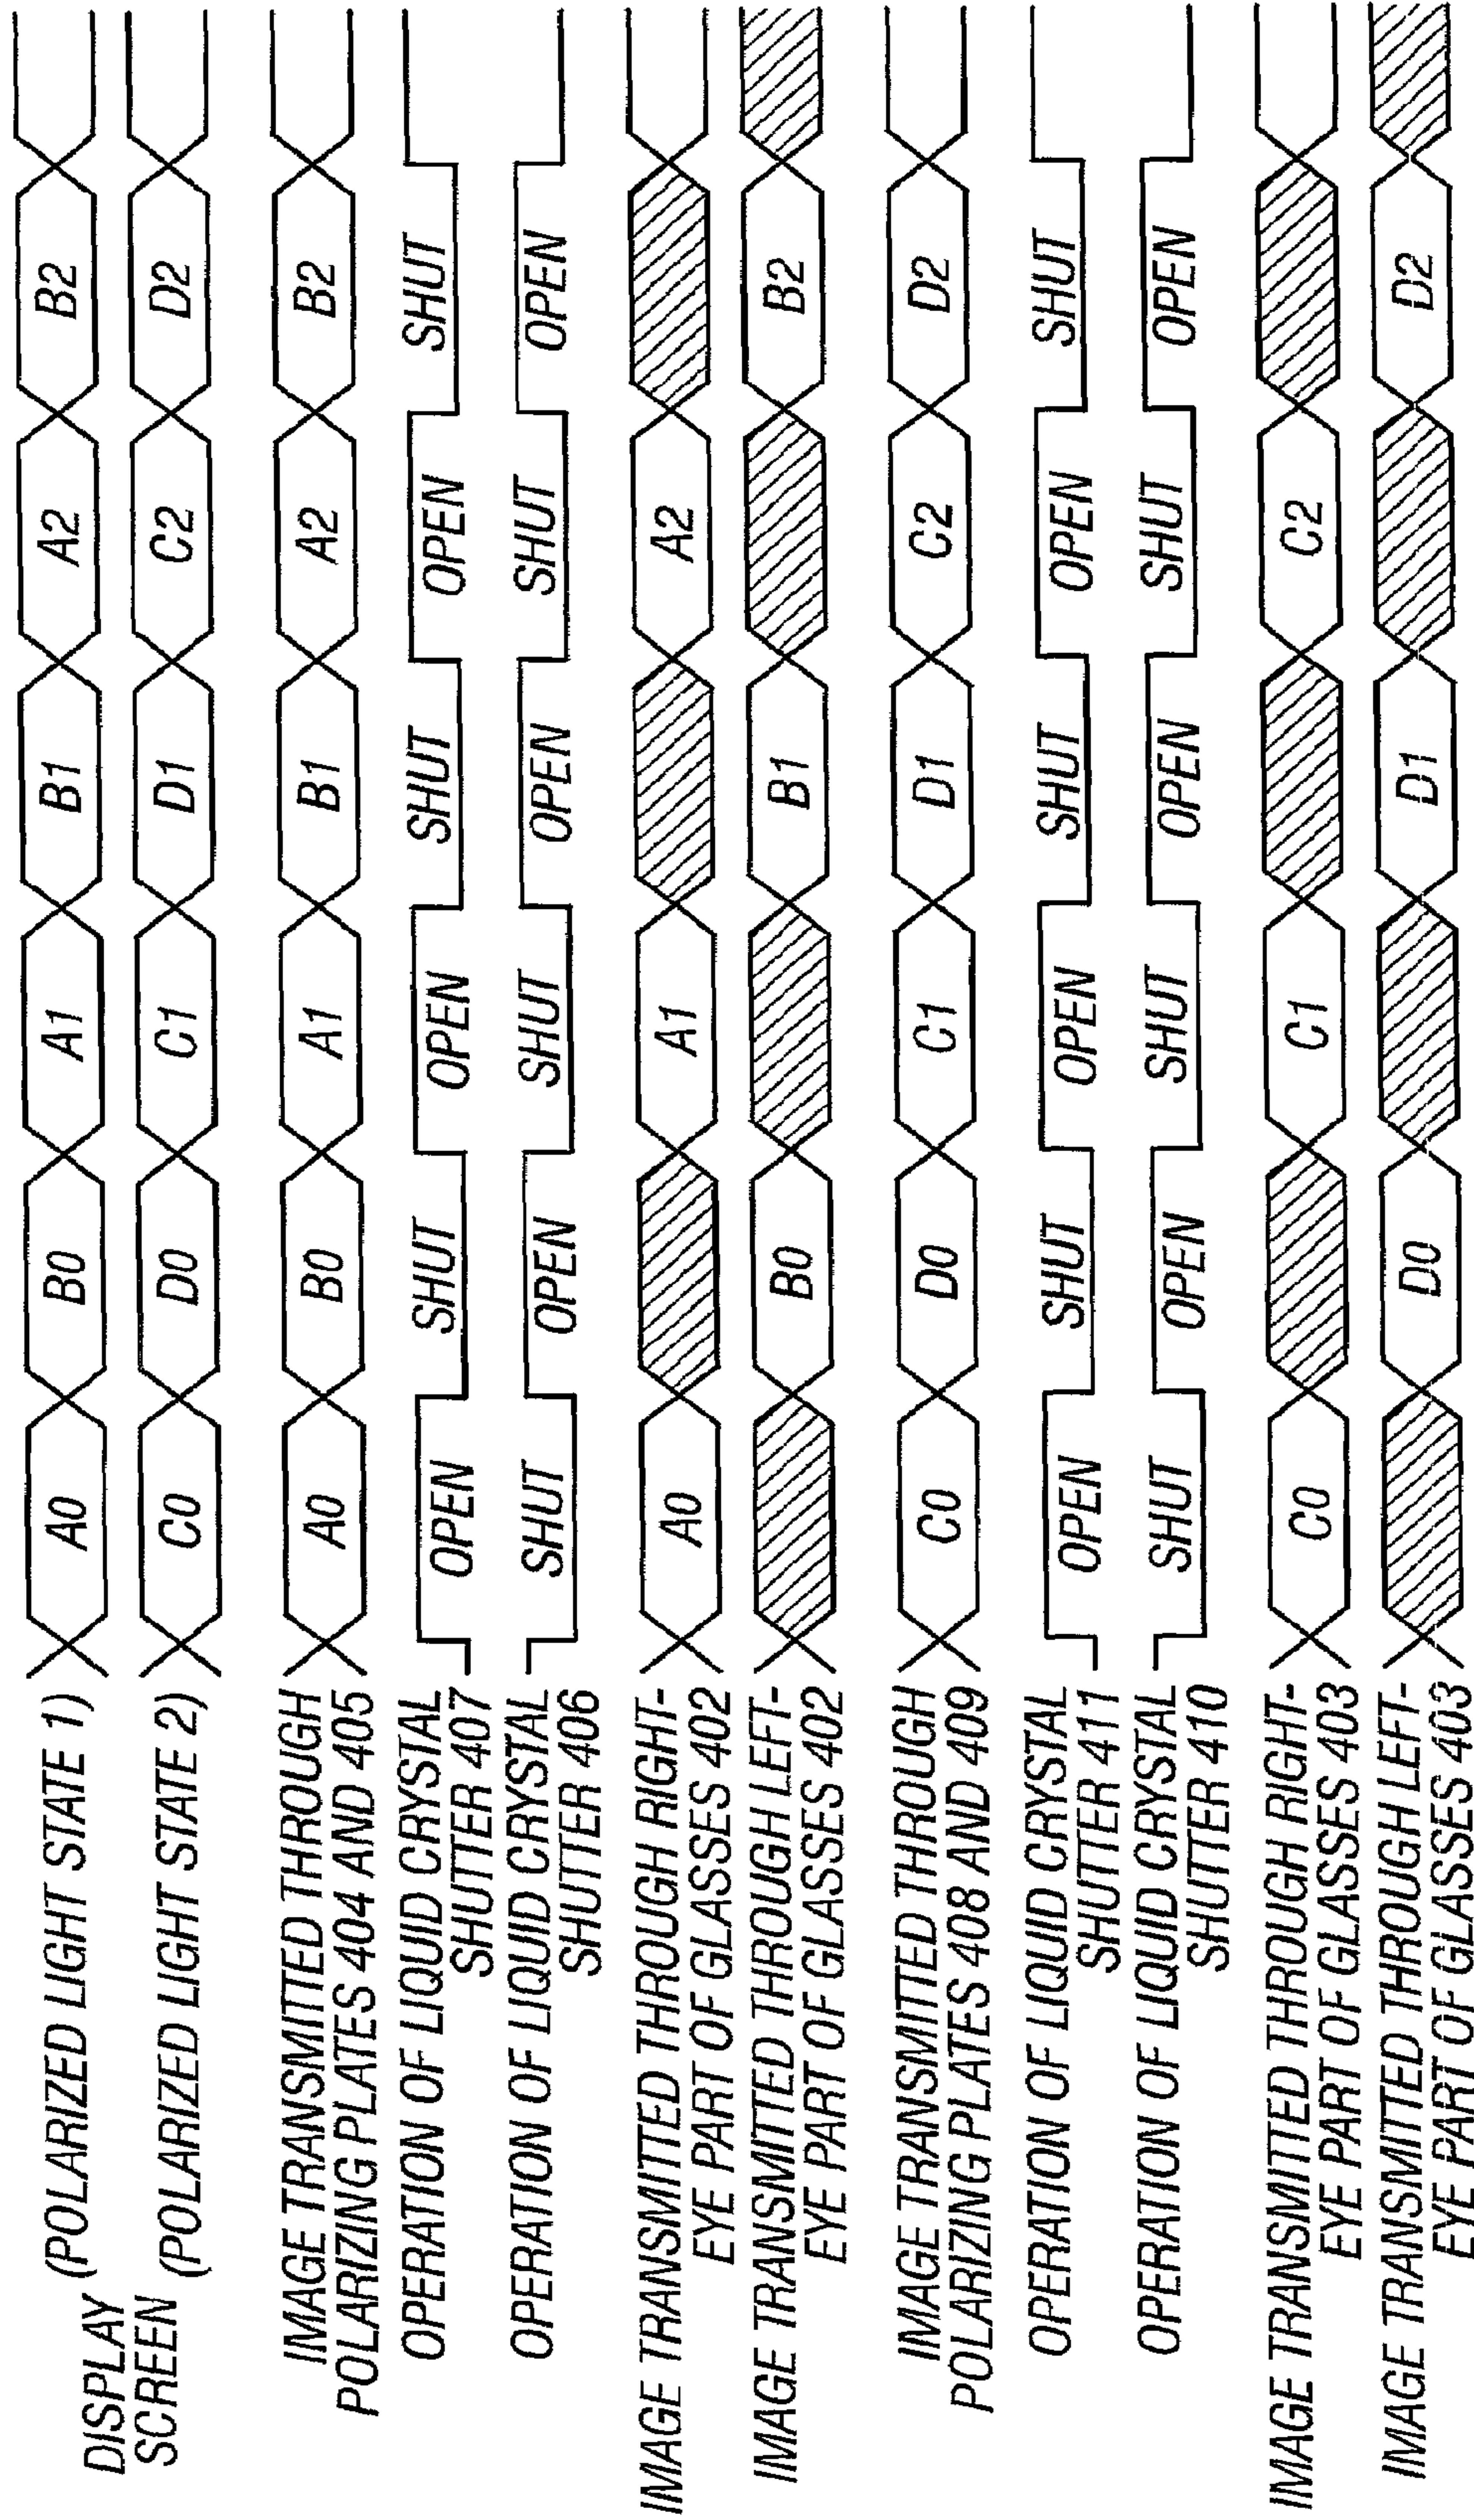 DISPLAY SCREEN
(POLARIZED LIGHT STATE 1) A0 B0 A1 B1 A2 B2
(POLARIZED LIGHT STATE 2) C0 D0 C1 D1 C2 D2
IMAGE TRANSMITTED THROUGH
POLARIZING PLATES 404 AND 405 A0 B0 A1 B1 A2 B2
OPERATION OF LIQUID CRYSTAL
SHUTTER 407 OPEN SHUT OPEN SHUT OPEN SHUT
OPERATION OF LIQUID CRYSTAL
SHUTTER 406 SHUT OPEN SHUT OPEN SHUT OPEN
IMAGE TRANSMITTED THROUGH RIGHT-
EYE PART OF GLASSES 402 A0 A1 A2
IMAGE TRANSMITTED THROUGH LEFT-
EYE PART OF GLASSES 402 B0 B1 B2
IMAGE TRANSMITTED THROUGH
POLARIZING PLATES 408 AND 409 C0 D0 C1 D1 C2 D2
OPERATION OF LIQUID CRYSTAL
SHUTTER 411 OPEN SHUT OPEN SHUT OPEN SHUT
OPERATION OF LIQUID CRYSTAL
SHUTTER 410 SHUT OPEN SHUT OPEN SHUT OPEN
IMAGE TRANSMITTED THROUGH RIGHT-
EYE PART OF GLASSES 403 C0 C1 C2
IMAGE TRANSMITTED THROUGH LEFT-
EYE PART OF GLASSES 403 D0 D1 D2